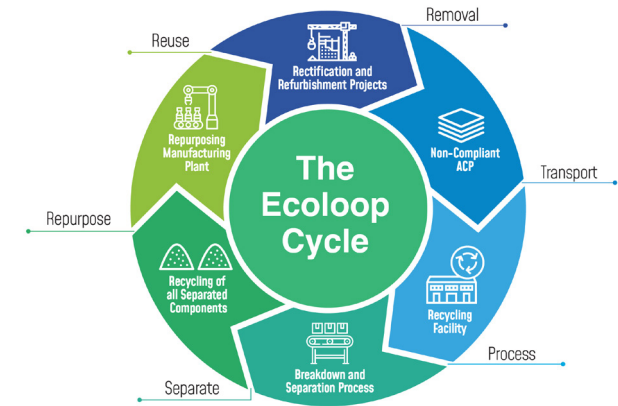 Removal
Reuse
Rectification and
Refurbishment Projects
Repurposing
Manufacturing
Plant
Non-Compliant
ACP
The
Ecoloop
Cycle
Transport
Repurpose
Recycling of
all Separated
Components
Recycling
Facility
Process
Breakdown and
Separation Process
Separate